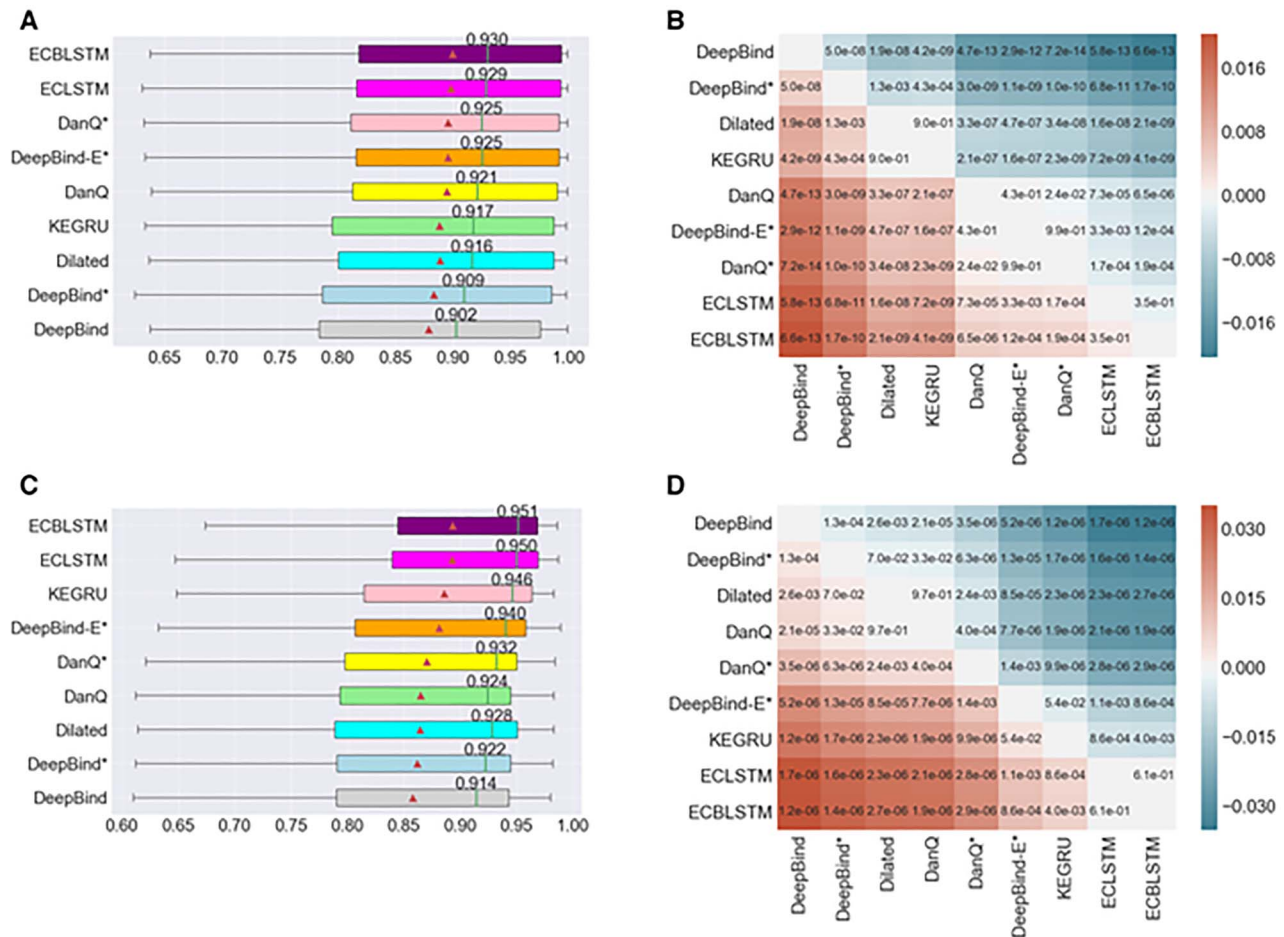 A
ECBLSTM 0.930
ECLSTM 0.929
DanQ* 0.925
DeepBind-E* 0.925
DanQ 0.921
KEGRU 0.917
Dilated 0.916
DeepBind* 0.909
DeepBind 0.902
0.65 0.70 0.75 0.80 0.85 0.90 0.95 1.00
B
DeepBind 5.0e-08 1.9e-08 4.2e-09 4.7e-13 2.9e-12 7.2e-14 5.8e-13 6.6e-13
DeepBind* 5.0e-08 1.3e-03 4.3e-04 3.0e-09 1.1e-09 1.0e-10 6.8e-11 1.7e-10
Dilated 1.9e-08 1.3e-03 9.0e-01 3.3e-07 4.7e-07 3.4e-08 1.6e-08 2.1e-09
KEGRU 4.2e-09 4.3e-04 9.0e-01 2.1e-07 1.6e-07 2.3e-09 7.2e-09 4.1e-09
DanQ 4.7e-13 3.0e-09 3.3e-07 2.1e-07 4.3e-01 2.4e-02 7.3e-05 6.5e-06
DeepBind-E* 2.9e-12 1.1e-09 4.7e-07 1.6e-07 4.3e-01 9.9e-01 3.3e-03 1.2e-04
DanQ* 7.2e-14 1.0e-10 3.4e-08 2.3e-09 2.4e-02 9.9e-01 1.7e-04 1.9e-04
ECLSTM 5.8e-13 6.8e-11 1.6e-08 7.2e-09 7.3e-05 3.3e-03 1.7e-04 3.5e-01
ECBLSTM 6.6e-13 1.7e-10 2.1e-09 4.1e-09 6.5e-06 1.2e-04 1.9e-04 3.5e-01
DeepBind DeepBind* Dilated KEGRU DanQ DeepBind-E* DanQ* ECLSTM ECBLSTM
0.016
0.008
0.000
−0.008
−0.016
C
ECBLSTM 0.951
ECLSTM 0.950
KEGRU 0.946
DeepBind-E* 0.940
DanQ* 0.932
DanQ 0.924
Dilated 0.928
DeepBind* 0.922
DeepBind 0.914
0.60 0.65 0.70 0.75 0.80 0.85 0.90 0.95 1.00
D
DeepBind 1.3e-04 2.6e-03 2.1e-05 3.5e-06 5.2e-06 1.2e-06 1.7e-06 1.2e-06
DeepBind* 1.3e-04 7.0e-02 3.3e-02 6.3e-06 1.3e-05 1.7e-06 1.6e-06 1.4e-06
Dilated 2.6e-03 7.0e-02 9.7e-01 2.4e-03 8.5e-05 2.3e-06 2.3e-06 2.7e-06
DanQ 2.1e-05 3.3e-02 9.7e-01 4.0e-04 7.7e-06 1.9e-06 2.1e-06 1.9e-06
DanQ* 3.5e-06 6.3e-06 2.4e-03 4.0e-04 1.4e-03 9.9e-06 2.8e-06 2.9e-06
DeepBind-E* 5.2e-06 1.3e-05 8.5e-05 7.7e-06 1.4e-03 5.4e-02 1.1e-03 8.6e-04
KEGRU 1.2e-06 1.7e-06 2.3e-06 1.9e-06 9.9e-06 5.4e-02 8.6e-04 4.0e-03
ECLSTM 1.7e-06 1.6e-06 2.3e-06 2.1e-06 2.8e-06 1.1e-03 8.6e-04 6.1e-01
ECBLSTM 1.2e-06 1.4e-06 2.7e-06 1.9e-06 2.9e-06 8.6e-04 4.0e-03 6.1e-01
DeepBind DeepBind* Dilated DanQ DanQ* DeepBind-E* KEGRU ECLSTM ECBLSTM
0.030
0.015
0.000
−0.015
−0.030